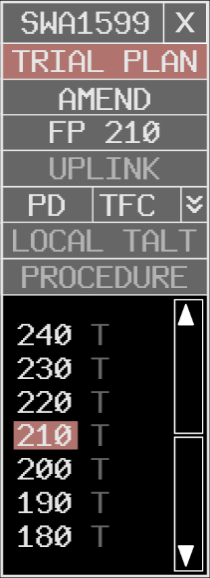 SWA1599 X
TRIAL PLAN
AMEND
FP 210
UPLINK
PD TFC
LOCAL TALT
PROCEDURE
240 T
230 T
220 T
210 T
200 T
190 T
180 T